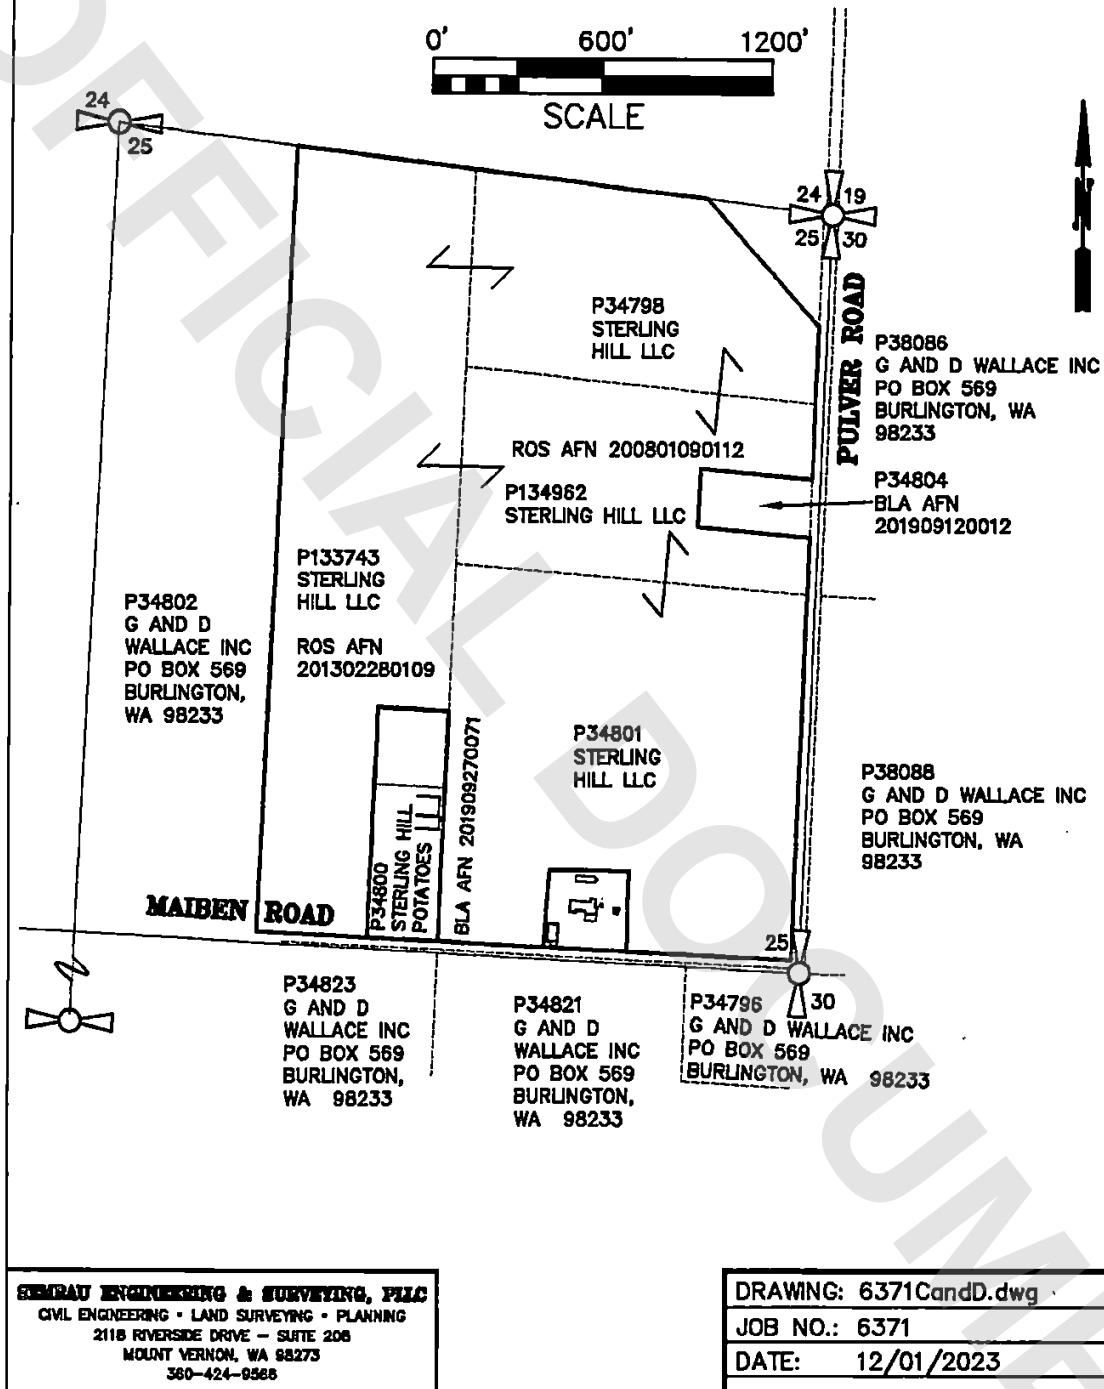 0' 600' 1200'
SCALE
24
25
24 19
25 30
N
PULVER ROAD
P34798
STERLING
HILL LLC
P38086
G AND D WALLACE INC
PO BOX 569
BURLINGTON, WA
98233
ROS AFN 200801090112
P134962
STERLING HILL LLC
P34804
BLA AFN
201909120012
P133743
STERLING
HILL LLC
ROS AFN
201302280109
P34802
G AND D
WALLACE INC
PO BOX 569
BURLINGTON,
WA 98233
P34801
STERLING
HILL LLC
BLA AFN 201909270071
P34800
STERLING HILL
POTATOES
P38088
G AND D WALLACE INC
PO BOX 569
BURLINGTON, WA
98233
MAIBEN ROAD
25
30
P34823
G AND D
WALLACE INC
PO BOX 569
BURLINGTON,
WA 98233
P34821
G AND D
WALLACE INC
PO BOX 569
BURLINGTON,
WA 98233
P34796
G AND D WALLACE INC
PO BOX 569
BURLINGTON, WA 98233
OFFICIAL DOCUME
SEMRAU ENGINEERING & SURVEYING, PLLC
CIVIL ENGINEERING • LAND SURVEYING • PLANNING
2118 RIVERSIDE DRIVE – SUITE 208
MOUNT VERNON, WA 98273
360-424-9566
DRAWING: 6371CandD.dwg
JOB NO.: 6371
DATE: 12/01/2023